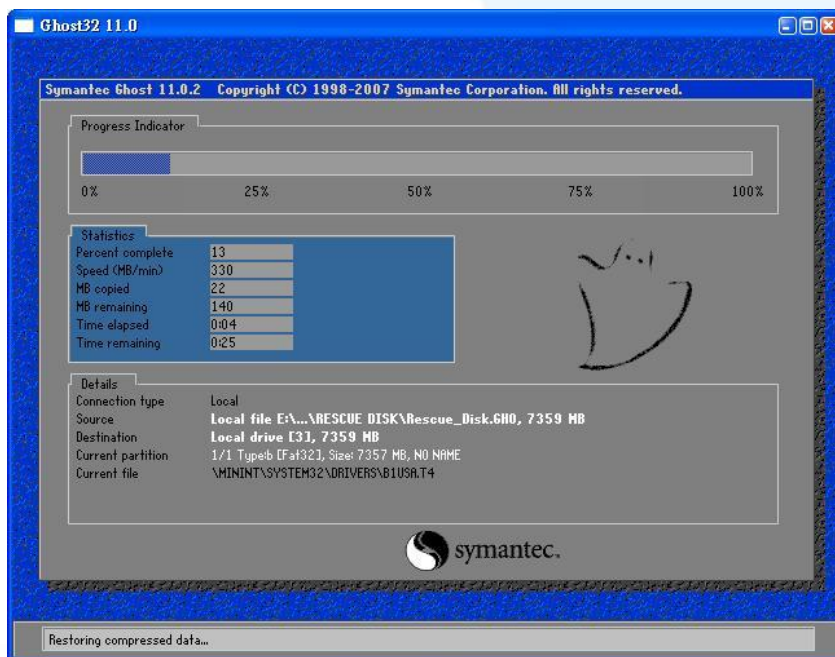 Ghost32 11.0
Symantec Ghost 11.0.2 Copyright (C) 1998-2007 Symantec Corporation. All rights reserved.
Progress Indicator
0% 25% 50% 75% 100%
Statistics
Percent complete 13
Speed (MB/min) 330
MB copied 22
MB remaining 140
Time elapsed 0:04
Time remaining 0:25
Details
Connection type Local
Source Local file E:\...\RESCUE DISK\Rescue_Disk.GHO, 7359 MB
Destination Local drive [3], 7359 MB
Current partition 1/1 Type:b [Fat32], Size: 7357 MB, NO NAME
Current file \MININT\SYSTEM32\DRIVERS\B1USA.T4
symantec.
Restoring compressed data...